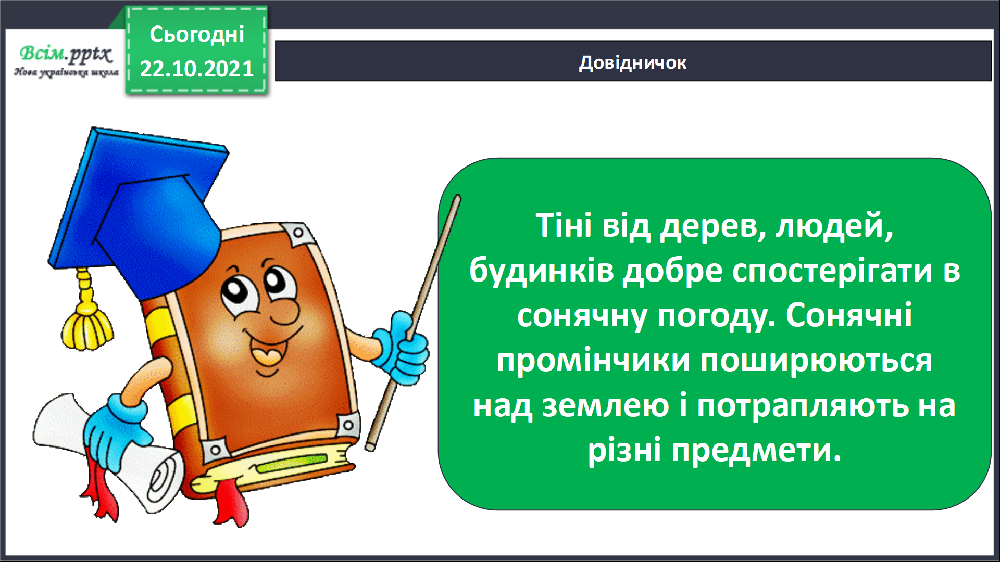 Всім.pptx
Нова українська школа
Сьогодні
22.10.2021
Довідничок
Тіні від дерев, людей,
будинків добре спостерігати в
сонячну погоду. Сонячні
промінчики поширюються
над землею і потрапляють на
різні предмети.